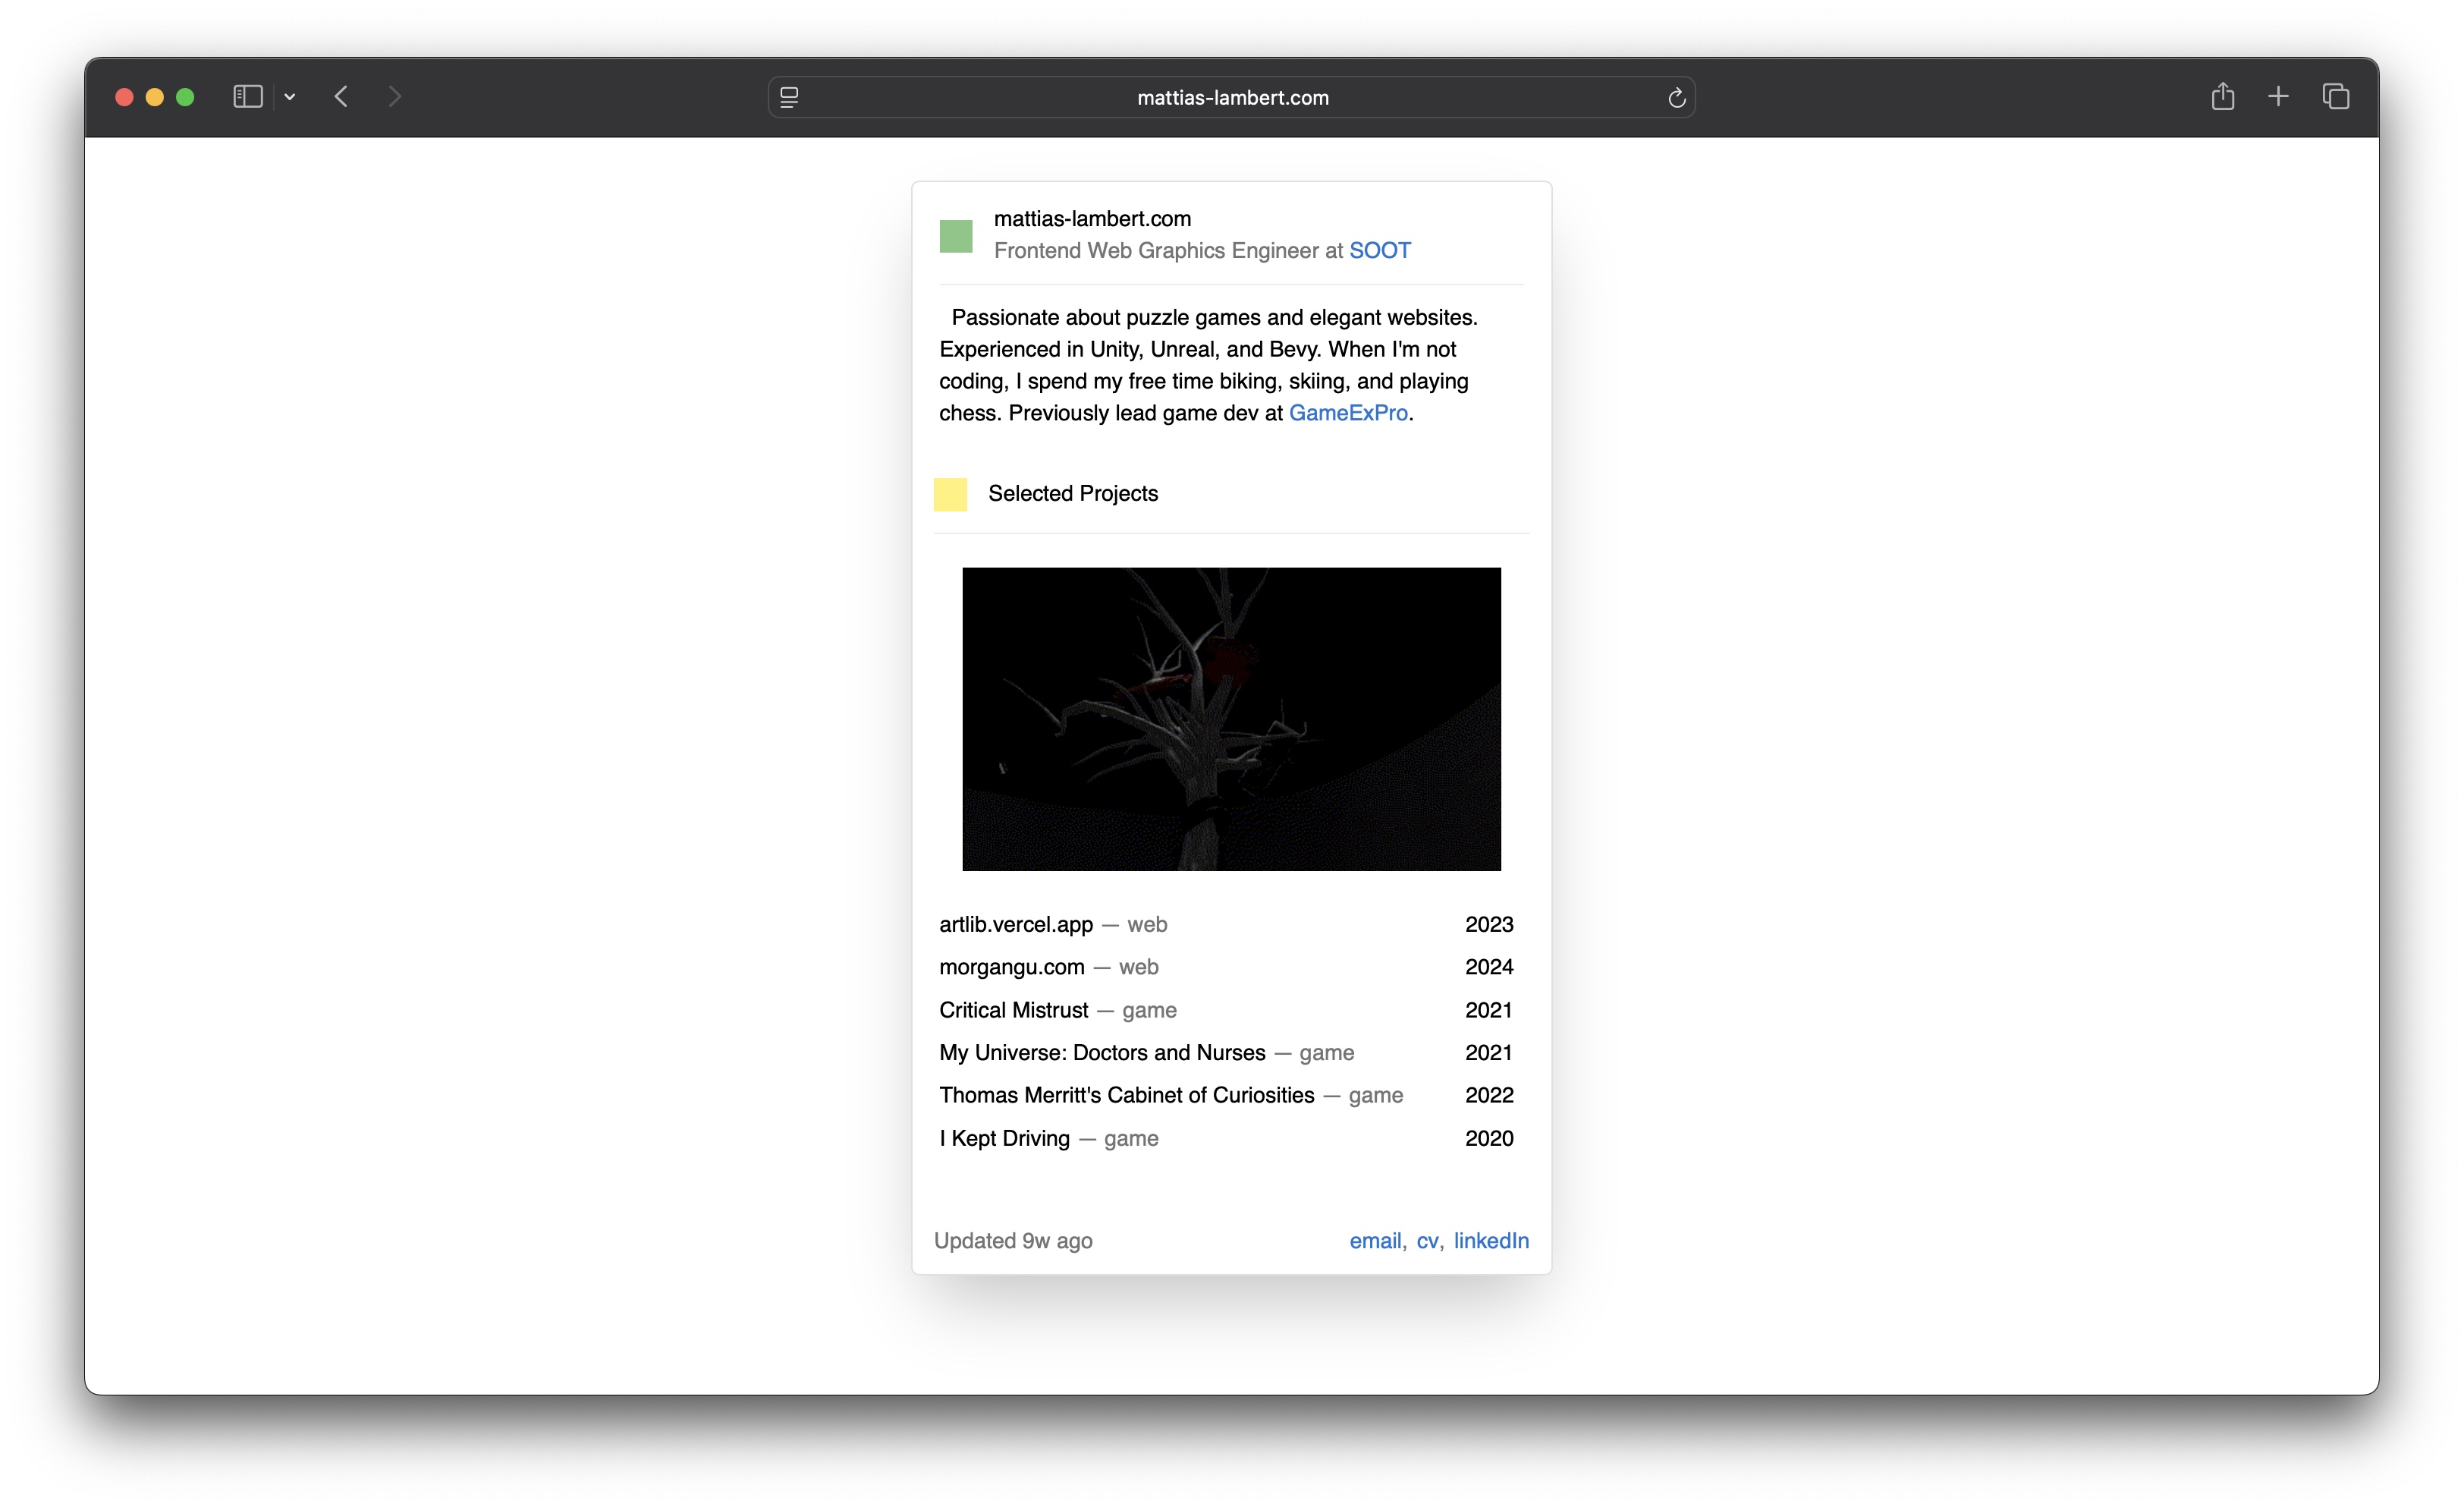 mattias-lambert.com
mattias-lambert.com
Frontend Web Graphics Engineer at SOOT
Passionate about puzzle games and elegant websites.
Experienced in Unity, Unreal, and Bevy. When I'm not
coding, I spend my free time biking, skiing, and playing
chess. Previously lead game dev at GameExPro.
Selected Projects
artlib.vercel.app — web 2023
morgangu.com — web 2024
Critical Mistrust — game 2021
My Universe: Doctors and Nurses — game 2021
Thomas Merritt's Cabinet of Curiosities — game 2022
I Kept Driving — game 2020
Updated 9w ago email, cv, linkedIn